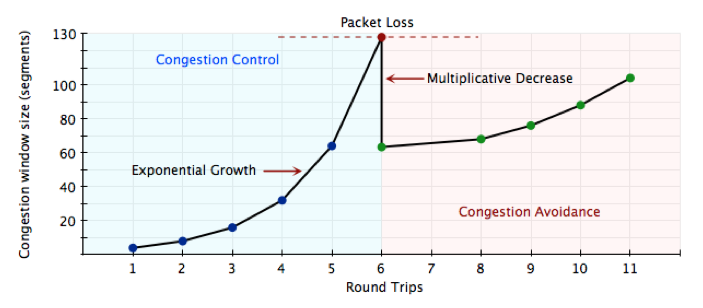 Packet Loss
130
Congestion Control
100
Multiplicative Decrease
80
60
Exponential Growth
40
Congestion Avoidance
20
Congestion window size (segments)
1 2 3 4 5 6 7 8 9 10 11
Round Trips